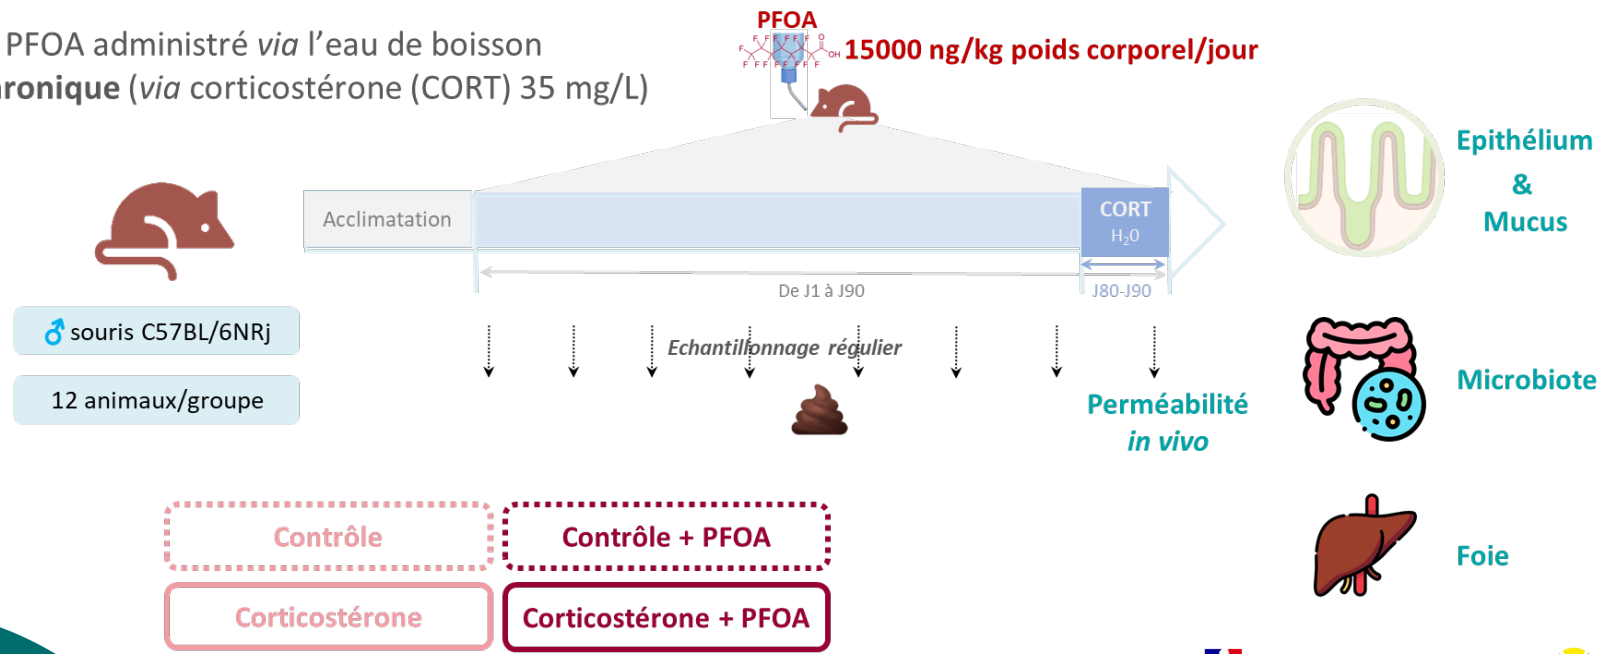 PFOA administré via l'eau de boisson
ronique (via corticostérone (CORT) 35 mg/L)
PFOA
F F F F F F F O
F OH
F F F F F F F
15000 ng/kg poids corporel/jour
Acclimatation
CORT
H₂0
De J1 à J90
J80-J90
♂ souris C57BL/6NRj
12 animaux/groupe
Echantillonnage régulier
Perméabilité
in vivo
Epithélium
&
Mucus
Microbiote
Foie
Contrôle
Contrôle + PFOA
Corticostérone
Corticostérone + PFOA